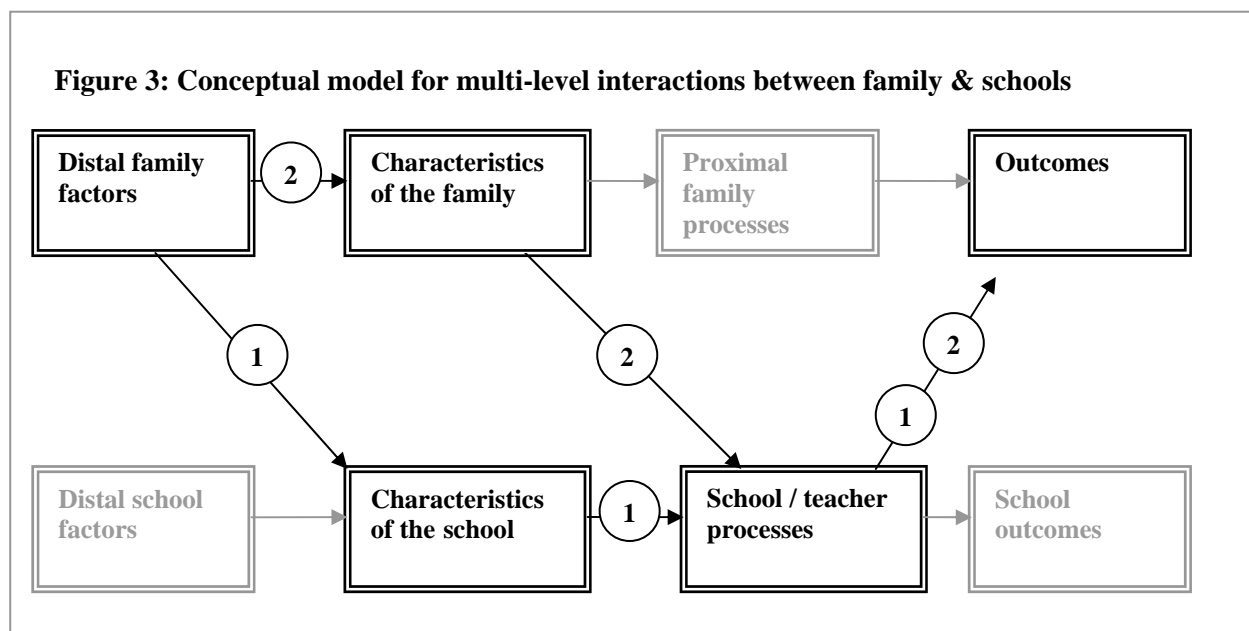 Figure 3: Conceptual model for multi-level interactions between family & schools
Distal family
factors
2
Characteristics
of the family
Proximal
family
processes
Outcomes
1
2
2
1
Distal school
factors
Characteristics
of the school
1
School / teacher
processes
School
outcomes